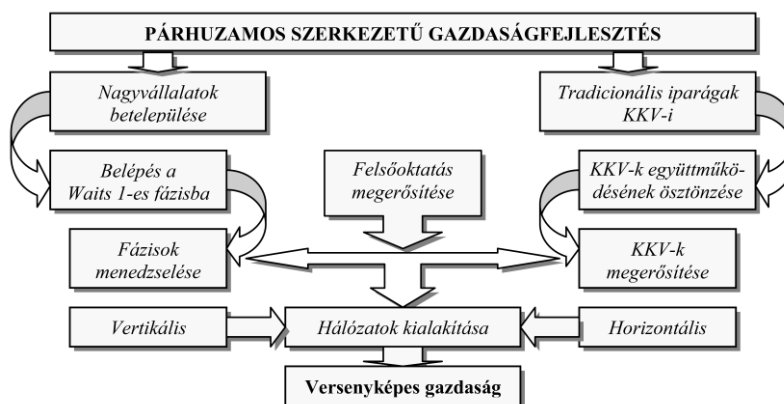 PÁRHUZAMOS SZERKEZETŰ GAZDASÁGFEJLESZTÉS
Nagyvállalatok
betelepülése
Tradicionális iparágak
KKV-i
Belépés a
Waits 1-es fázisba
Felsőoktatás
megerősítése
KKV-k együttműkö-
désének ösztönzése
Fázisok
menedzselése
KKV-k
megerősítése
Vertikális
Hálózatok kialakítása
Horizontális
Versenyképes gazdaság